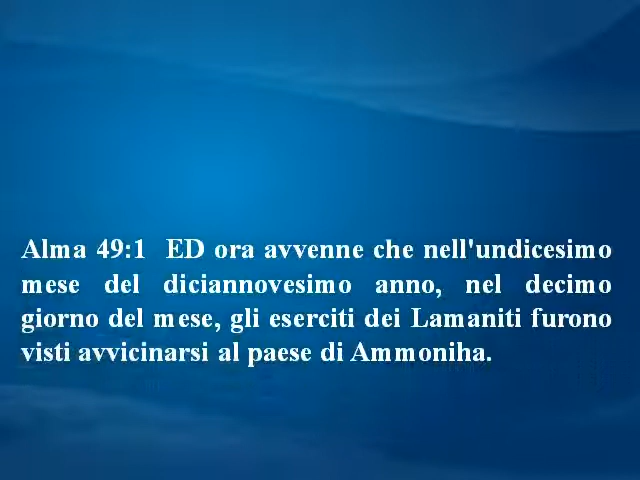 Alma 49:1  ED ora avvenne che nell'undicesimo
mese del diciannovesimo anno, nel decimo
giorno del mese, gli eserciti dei Lamaniti furono
visti avvicinarsi al paese di Ammoniha.